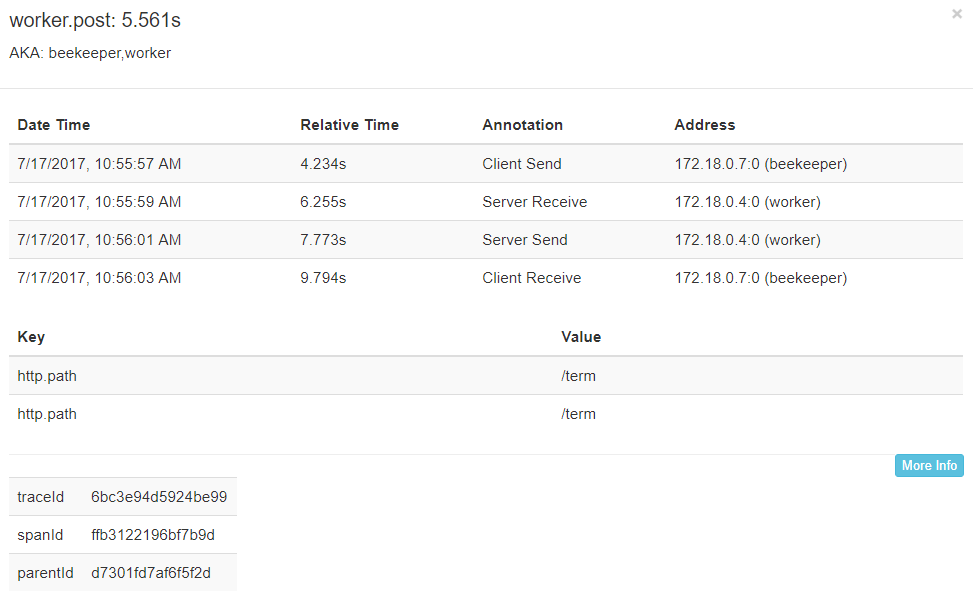 worker.post: 5.561s
×
AKA: beekeeper,worker
Date Time Relative Time Annotation Address
7/17/2017, 10:55:57 AM 4.234s Client Send 172.18.0.7:0 (beekeeper)
7/17/2017, 10:55:59 AM 6.255s Server Receive 172.18.0.4:0 (worker)
7/17/2017, 10:56:01 AM 7.773s Server Send 172.18.0.4:0 (worker)
7/17/2017, 10:56:03 AM 9.794s Client Receive 172.18.0.7:0 (beekeeper)
Key Value
http.path /term
http.path /term
More Info
traceId 6bc3e94d5924be99
spanId ffb3122196bf7b9d
parentId d7301fd7af6f5f2d